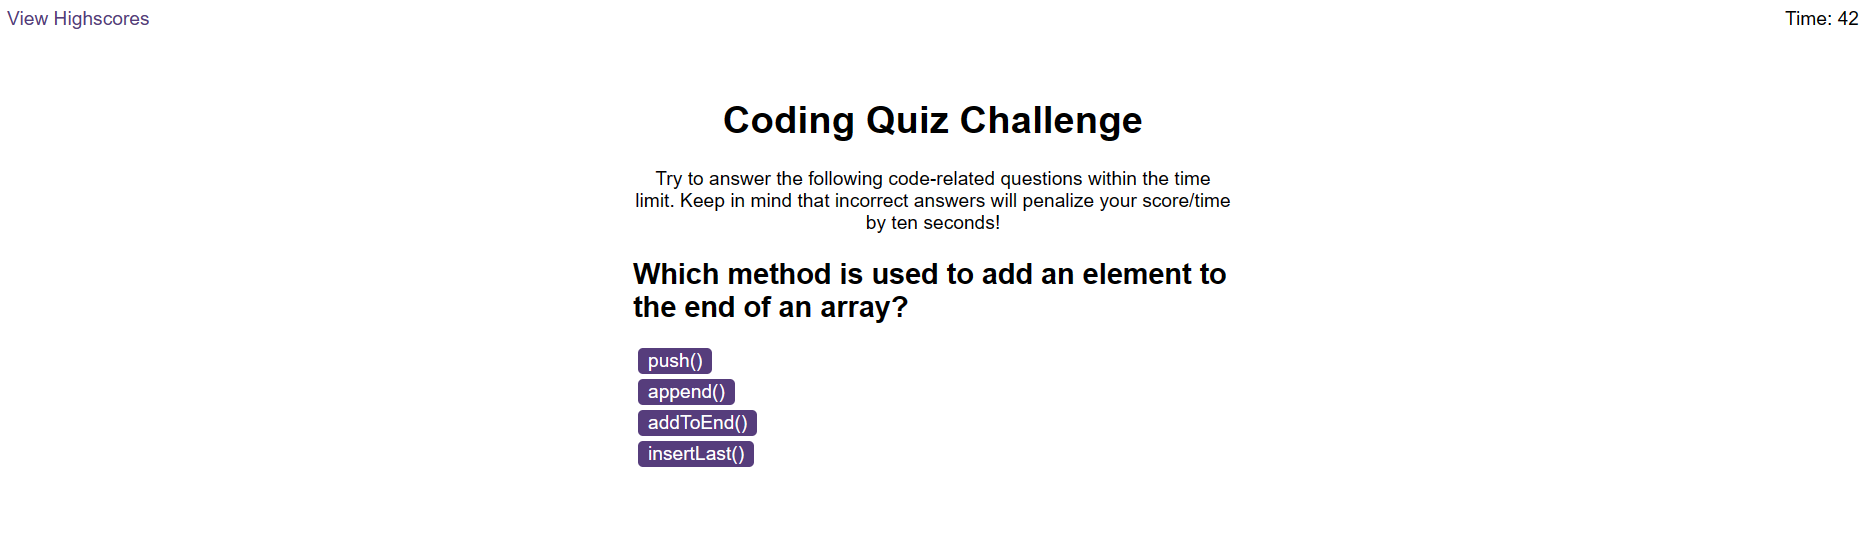 View Highscores
Time: 42
Coding Quiz Challenge
Try to answer the following code-related questions within the time
limit. Keep in mind that incorrect answers will penalize your score/time
by ten seconds!
Which method is used to add an element to
the end of an array?
push()
append()
addToEnd()
insertLast()